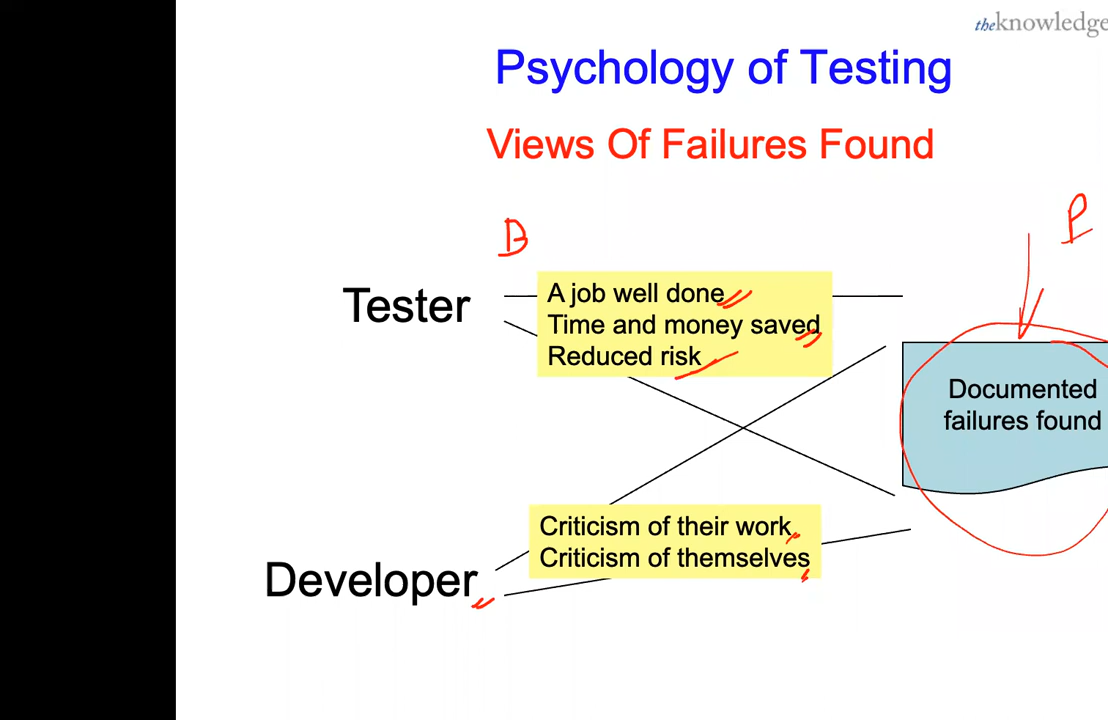 theknowledge
Psychology of Testing
Views Of Failures Found
B
P
Tester
A job well done
Time and money saved
Reduced risk
Documented
failures found
Criticism of their work
Criticism of themselves
Developer